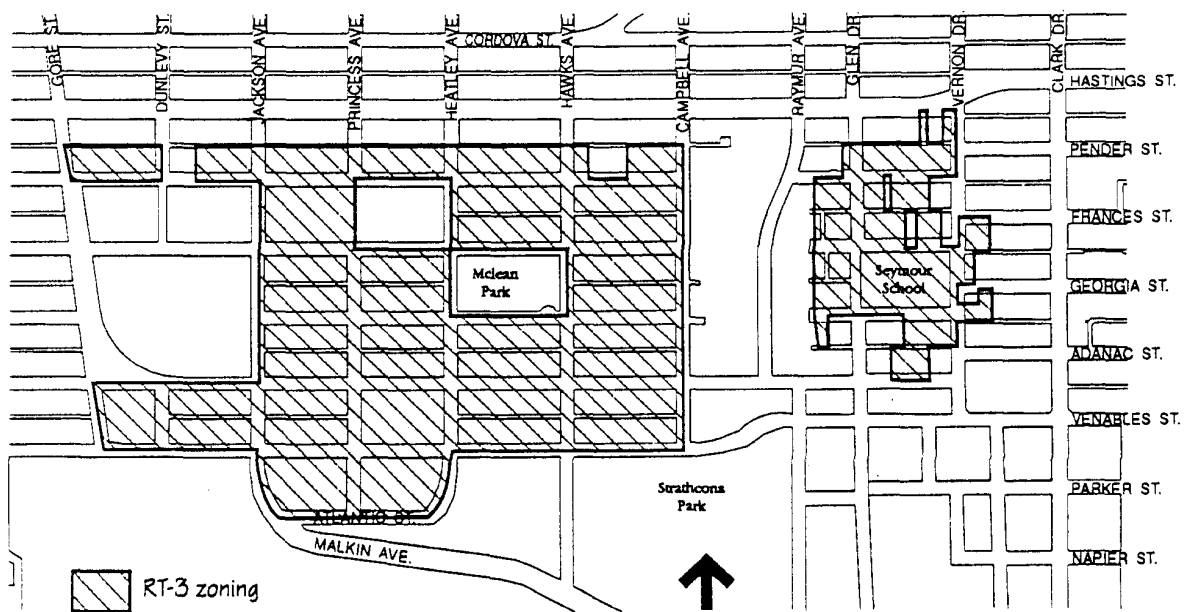 GORE ST.
DUNLEVY ST.
JACKSON AVE.
PRINCESS AVE.
HEATLEY AVE.
CORDOVA ST.
HAWKS AVE.
CAMPBELL AVE.
RAYMUR AVE.
GLEN DR.
VERNON DR.
CLARK DR.
HASTINGS ST.
PENDER ST.
FRANCES ST.
Mclean
Park
Seymour
School
GEORGIA ST.
ADANAC ST.
VENABLES ST.
Strathcona
Park
PARKER ST.
ATLANTIC ST.
MALKIN AVE.
NAPIER ST.
RT-3 zoning